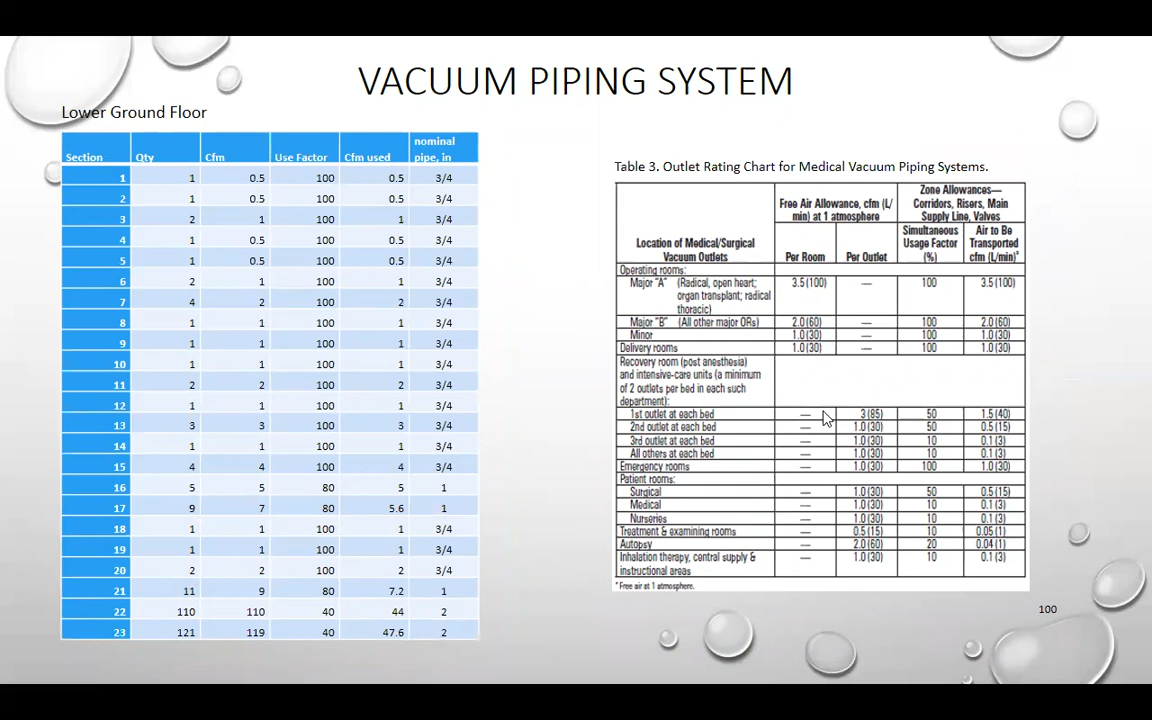 VACUUM PIPING SYSTEM
Lower Ground Floor
Section Qty Cfm Use Factor Cfm used nominal pipe, in
1 1 0.5 100 0.5 3/4
2 1 0.5 100 0.5 3/4
3 2 1 100 1 3/4
4 1 0.5 100 0.5 3/4
5 1 0.5 100 0.5 3/4
6 2 1 100 1 3/4
7 4 2 100 2 3/4
8 1 1 100 1 3/4
9 1 1 100 1 3/4
10 1 1 100 1 3/4
11 2 2 100 2 3/4
12 1 1 100 1 3/4
13 3 3 100 3 3/4
14 1 1 100 1 3/4
15 4 4 100 4 3/4
16 5 5 80 5 1
17 9 7 80 5.6 1
18 1 1 100 1 3/4
19 1 1 100 1 3/4
20 2 2 100 2 3/4
21 11 9 80 7.2 1
22 110 110 40 44 2
23 121 119 40 47.6 2
Table 3. Outlet Rating Chart for Medical Vacuum Piping Systems.
Location of Medical/Surgical
Vacuum Outlets
Free Air Allowance, cfm (L/
min) at 1 atmosphere
Per Room Per Outlet
Zone Allowances—
Corridors, Risers, Main
Supply Line, Valves
Simultaneous
Usage Factor
(%)
Air to Be
Transported
cfm (L/min)*
Operating rooms:
Major "A" (Radical, open heart; 3.5 (100) — 100 3.5 (100)
organ transplant; radical
thoracic)
Major "B" (All other major ORs) 2.0 (60) — 100 2.0 (60)
Minor 1.0 (30) — 100 1.0 (30)
Delivery rooms 1.0 (30) — 100 1.0 (30)
Recovery room (post anesthesia)
and intensive-care units (a minimum
of 2 outlets per bed in each such
department):
1st outlet at each bed — 3 (85) 50 1.5 (40)
2nd outlet at each bed — 1.0 (30) 50 0.5 (15)
3rd outlet at each bed — 1.0 (30) 10 0.1 (3)
All others at each bed — 1.0 (30) 10 0.1 (3)
Emergency rooms — 1.0 (30) 100 1.0 (30)
Patient rooms:
Surgical — 1.0 (30) 50 0.5 (15)
Medical — 1.0 (30) 10 0.1 (3)
Nurseries — 1.0 (30) 10 0.1 (3)
Treatment & examining rooms — 0.5 (15) 10 0.05 (1)
Autopsy — 2.0 (60) 20 0.04 (1)
Inhalation therapy, central supply & — 1.0 (30) 10 0.1 (3)
instructional areas
* Free air at 1 atmosphere.
100